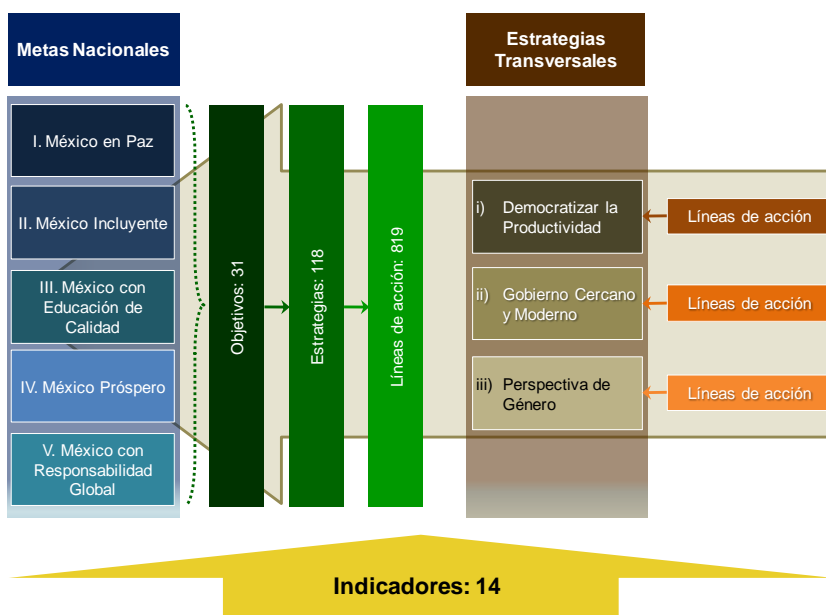 Metas Nacionales
Estrategias
Transversales
I. México en Paz
II. México Incluyente
III. México con
Educación de
Calidad
IV. México Próspero
V. México con
Responsabilidad
Global
Objetivos: 31
Estrategias: 118
Líneas de acción: 819
i) Democratizar la
Productividad
Líneas de acción
ii) Gobierno Cercano
y Moderno
Líneas de acción
iii) Perspectiva de
Género
Líneas de acción
Indicadores: 14